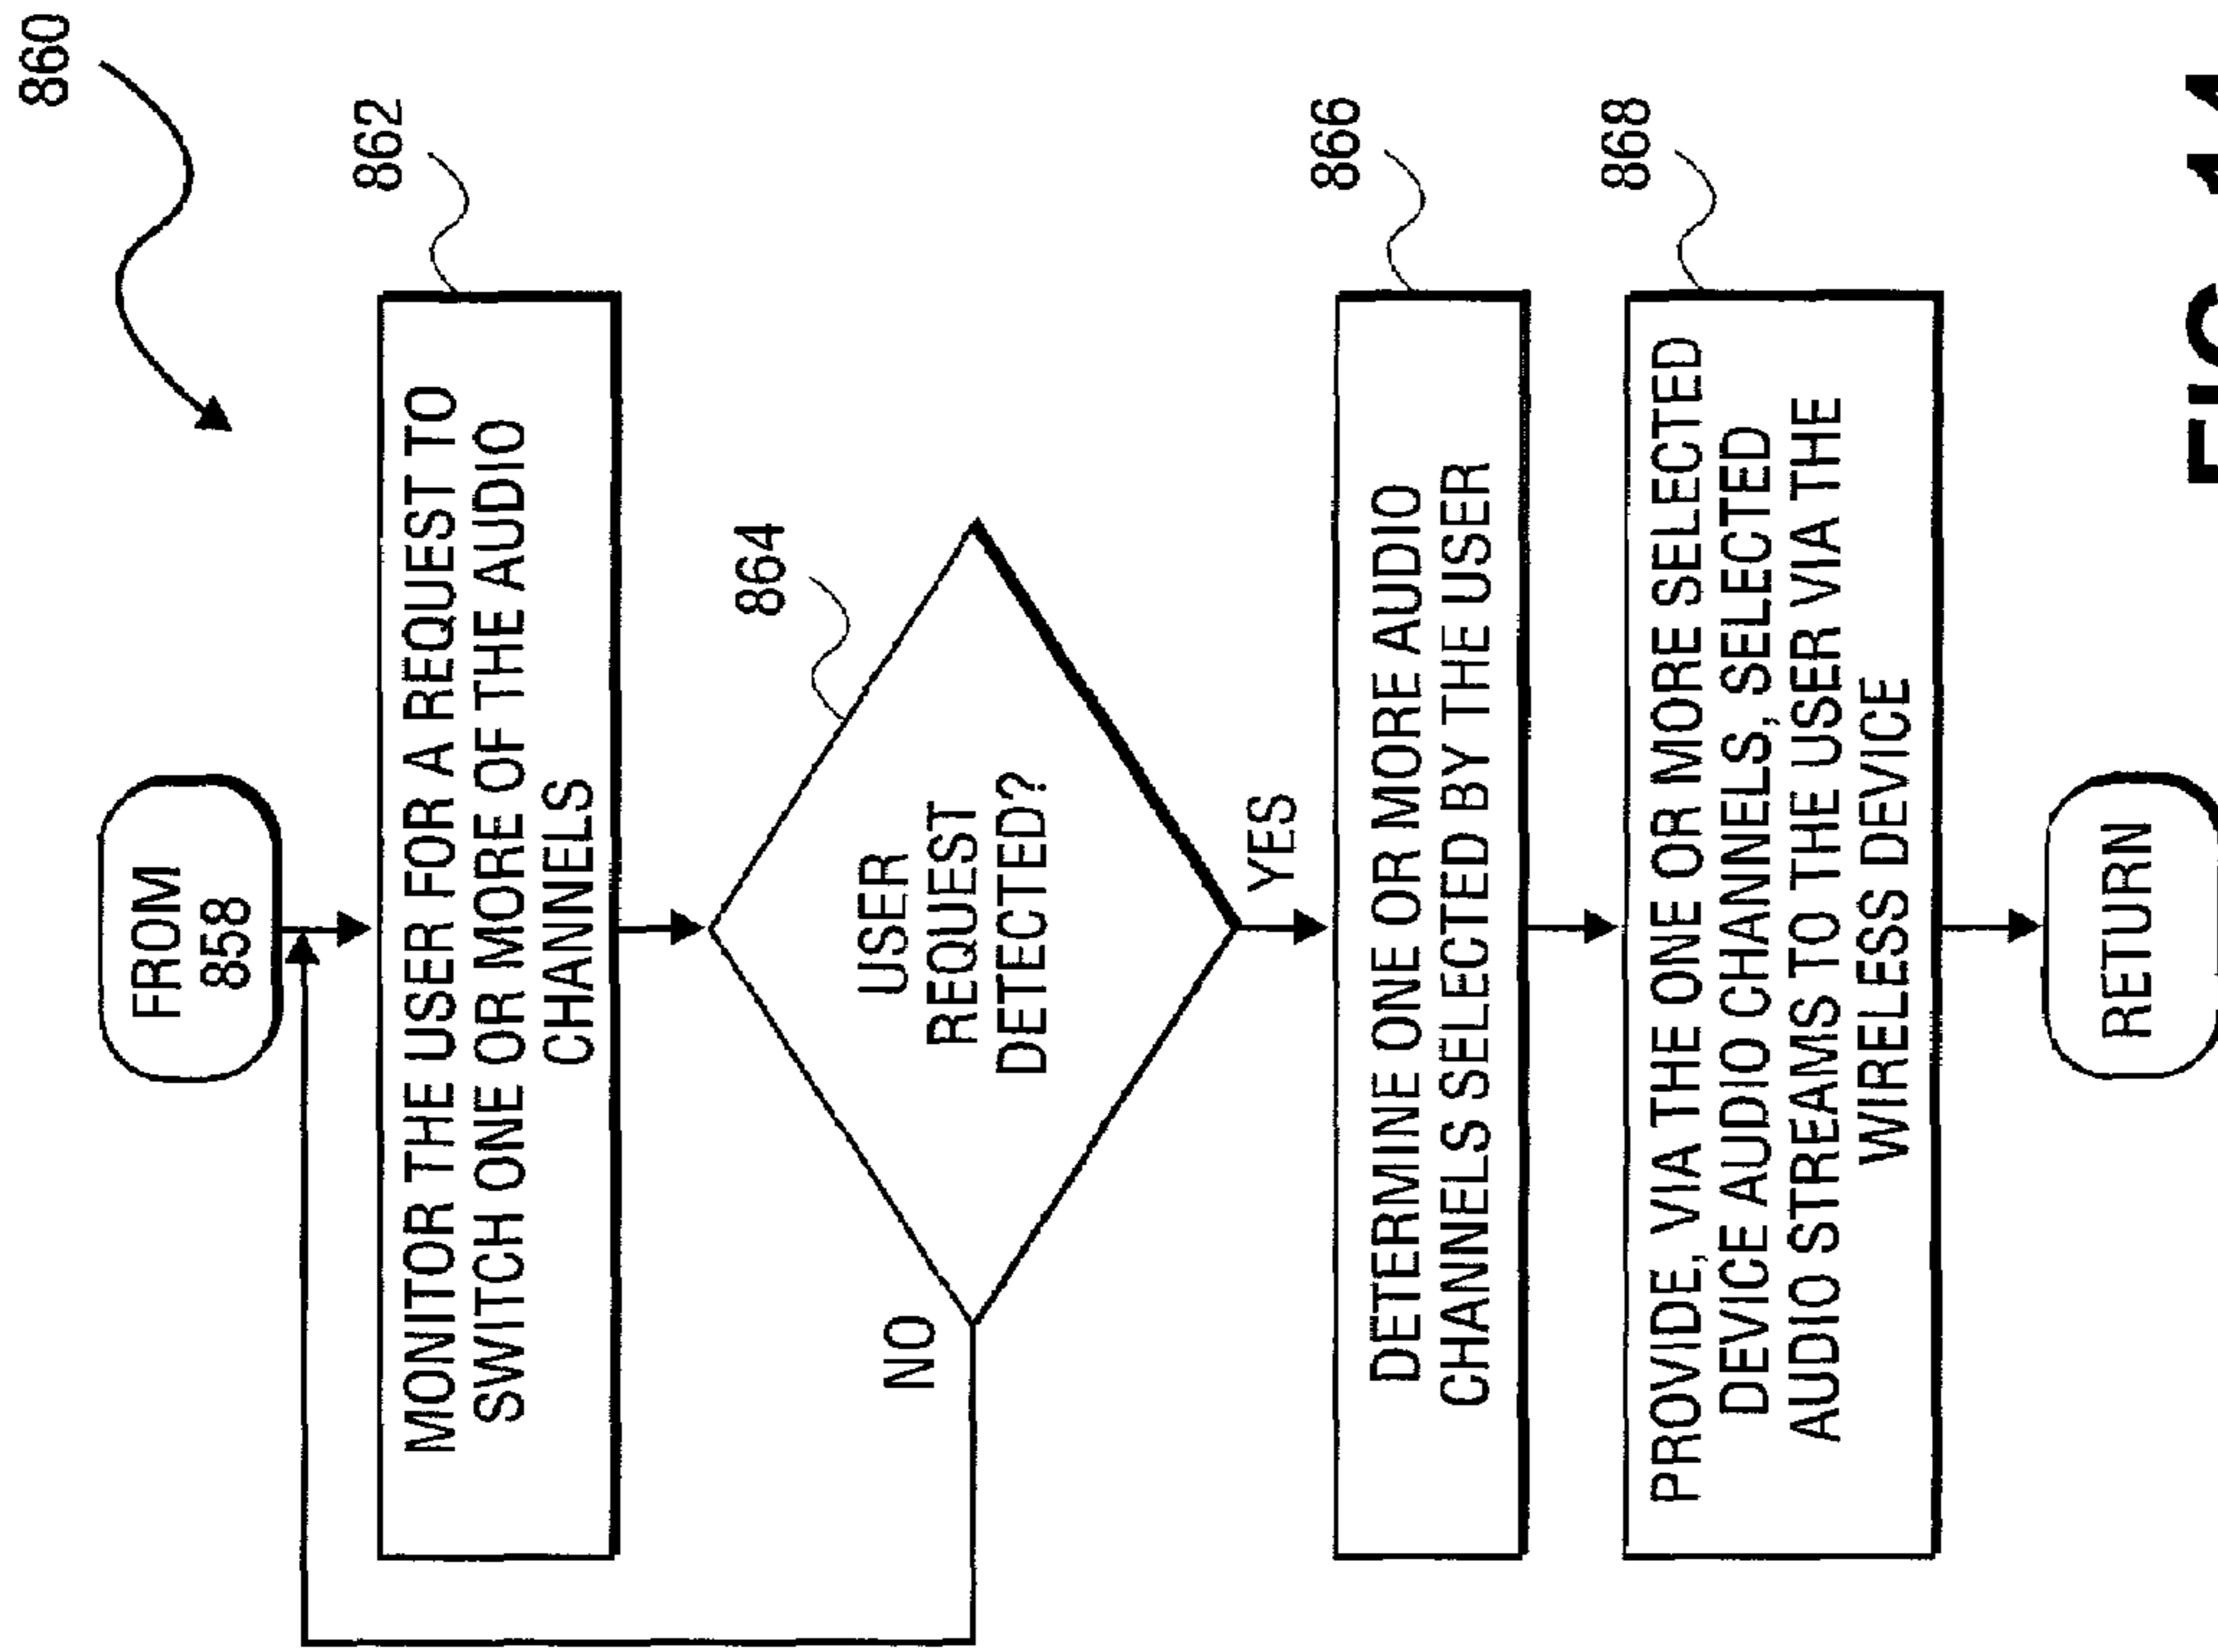 860
FROM
858
862
MONITOR THE USER FOR A REQUEST TO
SWITCH ONE OR MORE OF THE AUDIO
CHANNELS
864
USER
REQUEST
DETECTED?
NO
YES
866
DETERMINE ONE OR MORE AUDIO
CHANNELS SELECTED BY THE USER
868
PROVIDE, VIA THE ONE OR MORE SELECTED
DEVICE AUDIO CHANNELS, SELECTED
AUDIO STREAMS TO THE USER VIA THE
WIRELESS DEVICE
RETURN